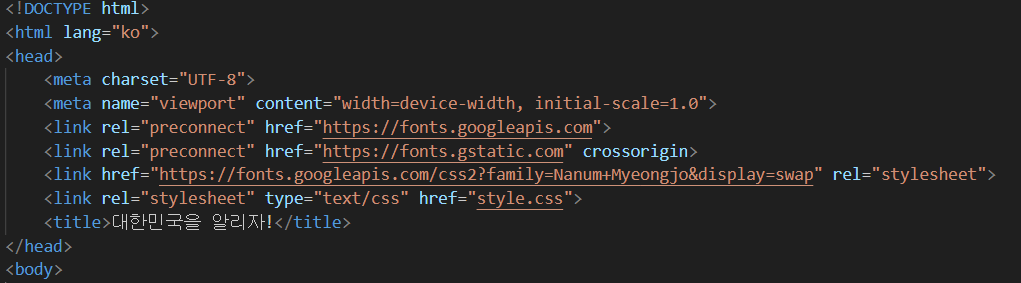 <!DOCTYPE html>
<html lang="ko">
<head>
    <meta charset="UTF-8">
    <meta name="viewport" content="width=device-width, initial-scale=1.0">
    <link rel="preconnect" href="https://fonts.googleapis.com">
    <link rel="preconnect" href="https://fonts.gstatic.com" crossorigin>
    <link href="https://fonts.googleapis.com/css2?family=Nanum+Myeongjo&display=swap" rel="stylesheet">
    <link rel="stylesheet" type="text/css" href="style.css">
    <title>대한민국을 알리자!</title>
</head>
<body>